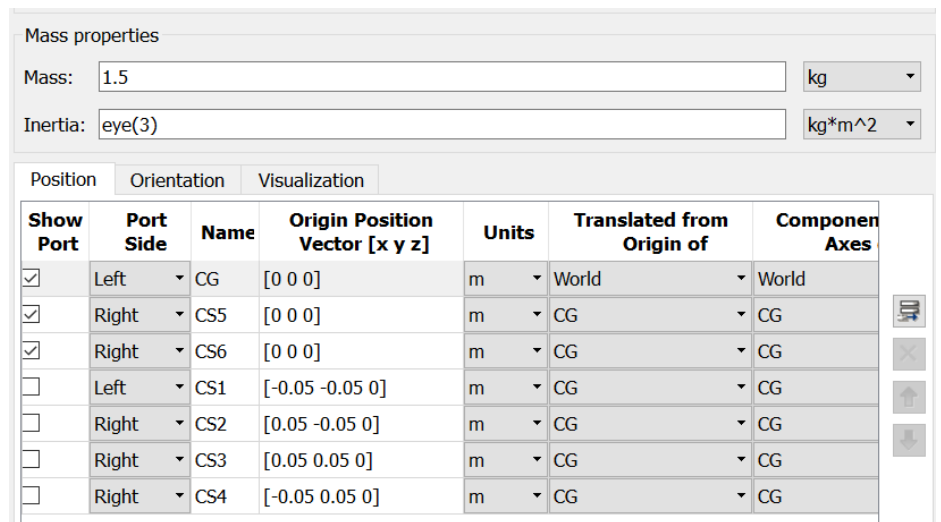 Mass properties
Mass: 1.5 kg
Inertia: eye(3) kg*m^2
Position Orientation Visualization
Show Port Name Origin Position Units Translated from Componen
Port Side Vector [x y z] Origin of Axes
Left CG [0 0 0] m World World
Right CS5 [0 0 0] m CG CG
Right CS6 [0 0 0] m CG CG
Left CS1 [-0.05 -0.05 0] m CG CG
Right CS2 [0.05 -0.05 0] m CG CG
Right CS3 [0.05 0.05 0] m CG CG
Right CS4 [-0.05 0.05 0] m CG CG